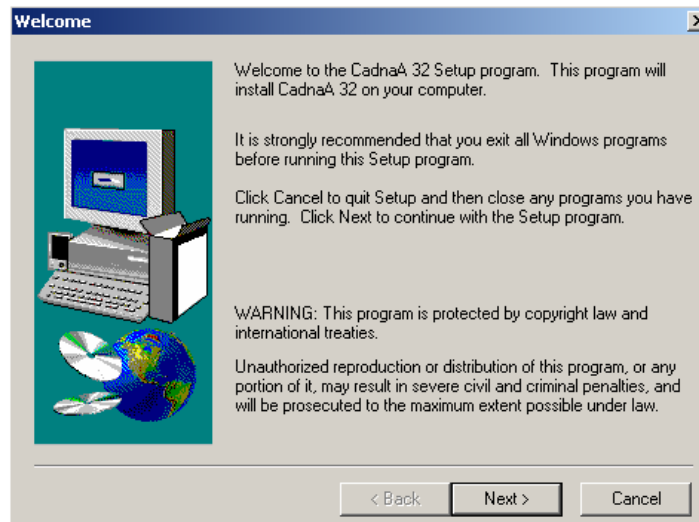 Welcome
Welcome to the CadnaA 32 Setup program.  This program will
install CadnaA 32 on your computer.
It is strongly recommended that you exit all Windows programs
before running this Setup program.
Click Cancel to quit Setup and then close any programs you have
running.  Click Next to continue with the Setup program.
WARNING: This program is protected by copyright law and
international treaties.
Unauthorized reproduction or distribution of this program, or any
portion of it, may result in severe civil and criminal penalties, and
will be prosecuted to the maximum extent possible under law.
< Back
Next >
Cancel